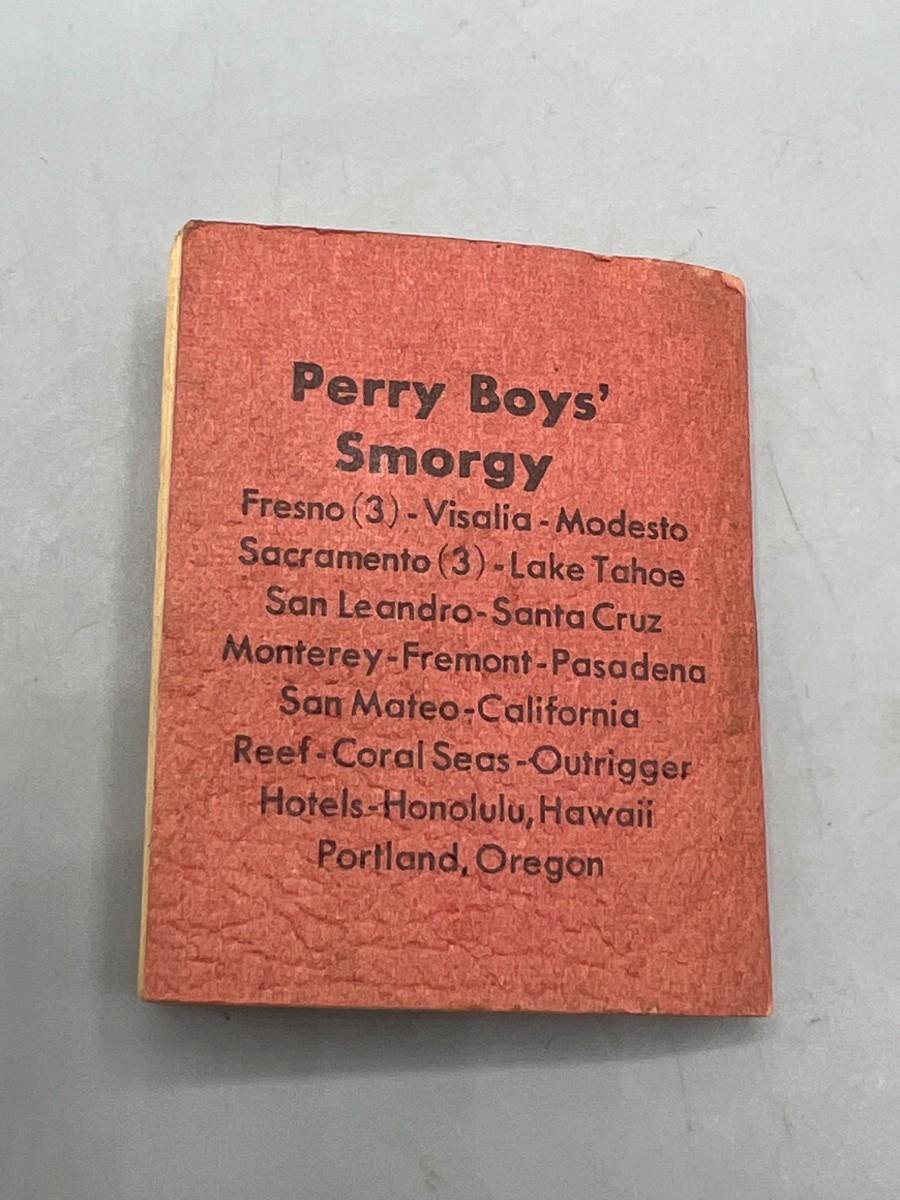 Perry Boys'
Smorgy
Fresno (3) - Visalia - Modesto
Sacramento (3) - Lake Tahoe
San Leandro - Santa Cruz
Monterey - Fremont - Pasadena
San Mateo - California
Reef - Coral Seas - Outrigger
Hotels - Honolulu, Hawaii
Portland, Oregon